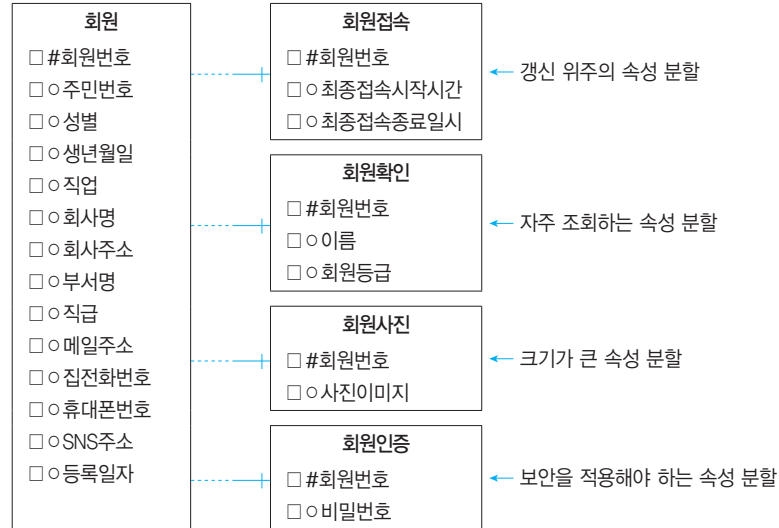 회원
□ #회원번호
□ ○주민번호
□ ○성별
□ ○생년월일
□ ○직업
□ ○회사명
□ ○회사주소
□ ○부서명
□ ○직급
□ ○메일주소
□ ○집전화번호
□ ○휴대폰번호
□ ○SNS주소
□ ○등록일자
회원접속
□ #회원번호
□ ○최종접속시작시간
□ ○최종접속종료일시
← 갱신 위주의 속성 분할
회원확인
□ #회원번호
□ ○이름
□ ○회원등급
← 자주 조회하는 속성 분할
회원사진
□ #회원번호
□ ○사진이미지
← 크기가 큰 속성 분할
회원인증
□ #회원번호
□ ○비밀번호
← 보안을 적용해야 하는 속성 분할